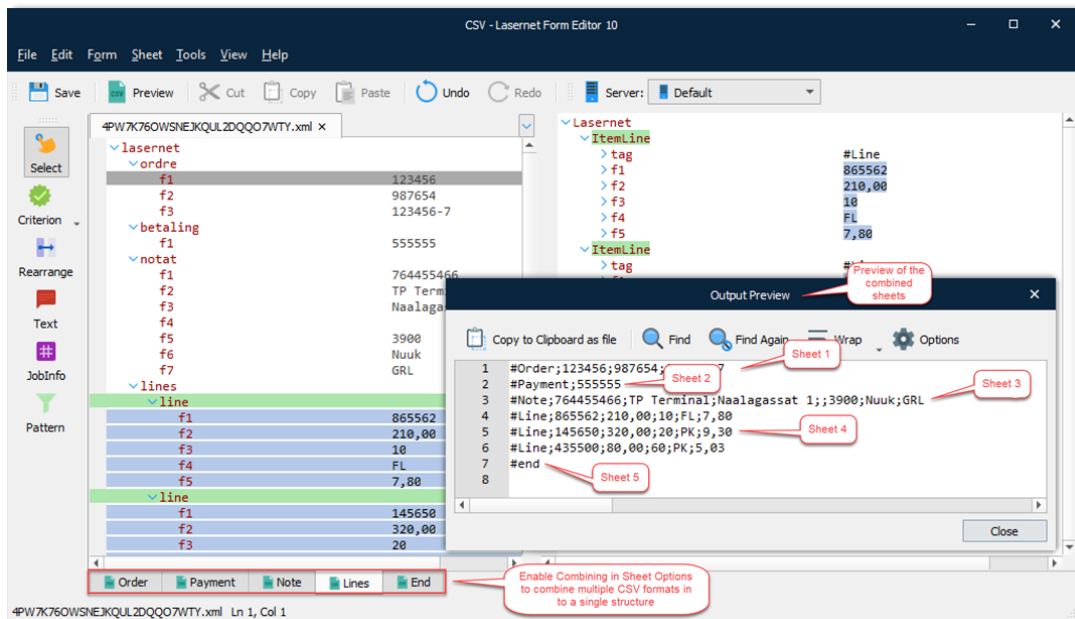 CSV - Lasernet Form Editor 10
File Edit Form Sheet Tools View Help
Save Preview Cut Copy Paste Undo Redo Server: Default
4PW7K76OWSNEJKQUL2DQQO7WTY.xml ×
Select
Criterion
Rearrange
Text
JobInfo
Pattern
lasernet
ordre
f1 123456
f2 987654
f3 123456-7
betaling
f1 555555
notat
f1 764455466
f2 TP Term
f3 Naalaga
f4
f5 3900
f6 Nuuk
f7 GRL
lines
line
f1 865562
f2 210,00
f3 10
f4 FL
f5 7,80
line
f1 145650
f2 320,00
f3 20
Lasernet
ItemLine
tag #Line
f1 865562
f2 210,00
f3 10
f4 FL
f5 7,80
ItemLine
tag
Preview of the
combined
sheets
Output Preview
Copy to Clipboard as file Find Find Again Wrap Options
1 #Order;123456;987654; 7
2 #Payment;555555
3 #Note;764455466;TP Terminal;Naalagassat 1;;3900;Nuuk;GRL
4 #Line;865562;210,00;10;FL;7,80
5 #Line;145650;320,00;20;PK;9,30
6 #Line;435500;80,00;60;PK;5,03
7 #end
8
Sheet 1
Sheet 2
Sheet 3
Sheet 4
Sheet 5
Close
Order Payment Note Lines End
Enable Combining in Sheet Options
to combine multiple CSV formats in
to a single structure
4PW7K76OWSNEJKQUL2DQQO7WTY.xml Ln 1, Col 1